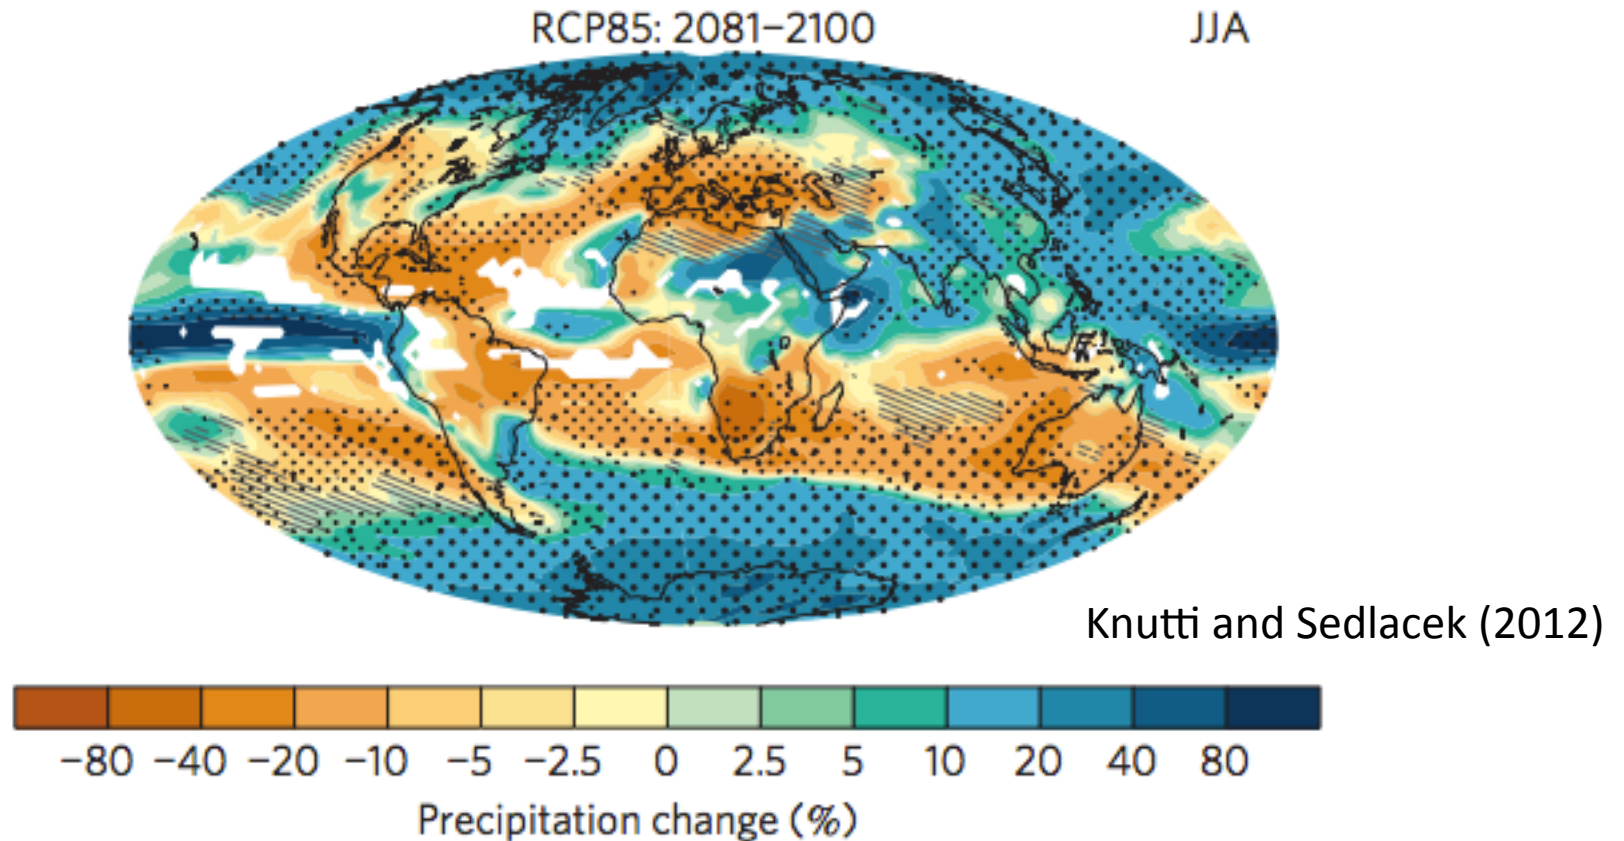 RCP85: 2081–2100 JJA
Knutti and Sedlacek (2012)
−80 −40 −20 −10 −5 −2.5 0 2.5 5 10 20 40 80
Precipitation change (%)